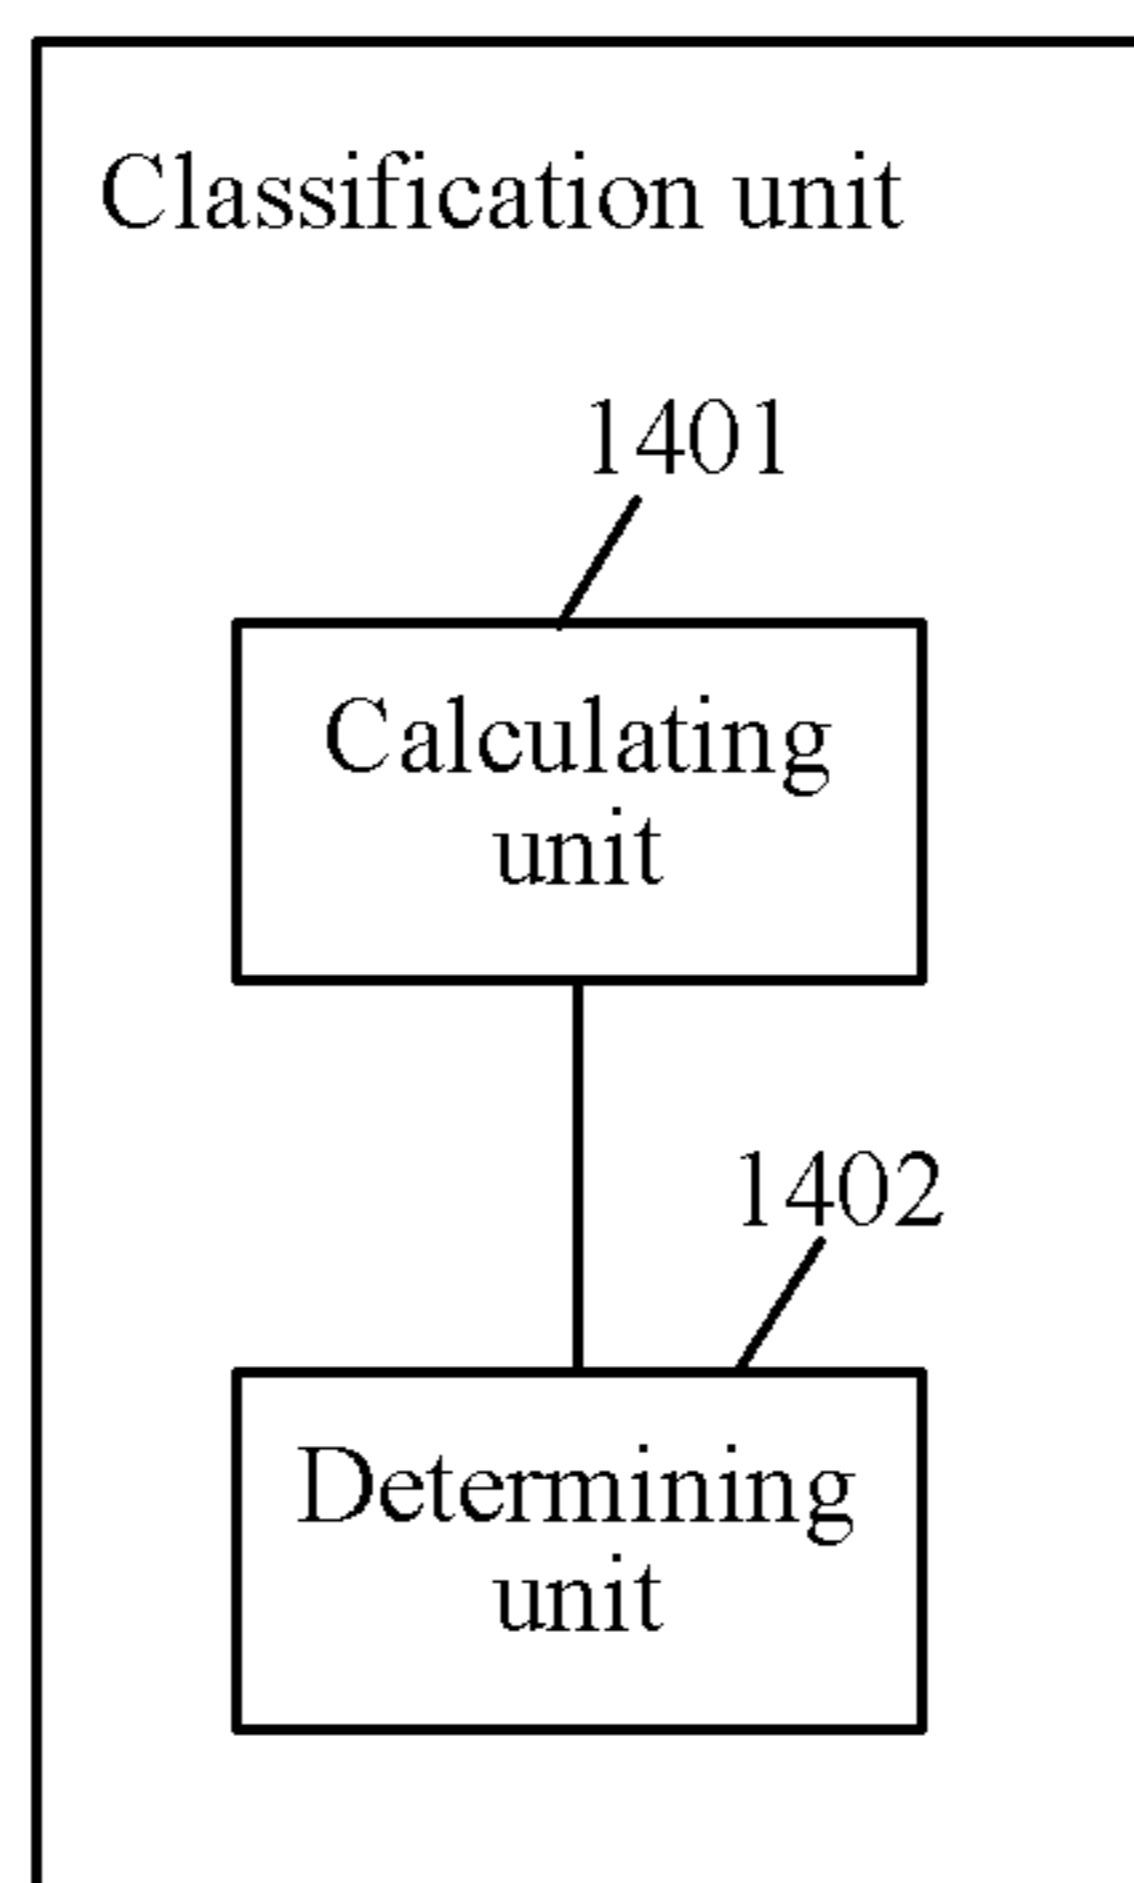 Classification unit
1401
Calculating
unit
1402
Determining
unit